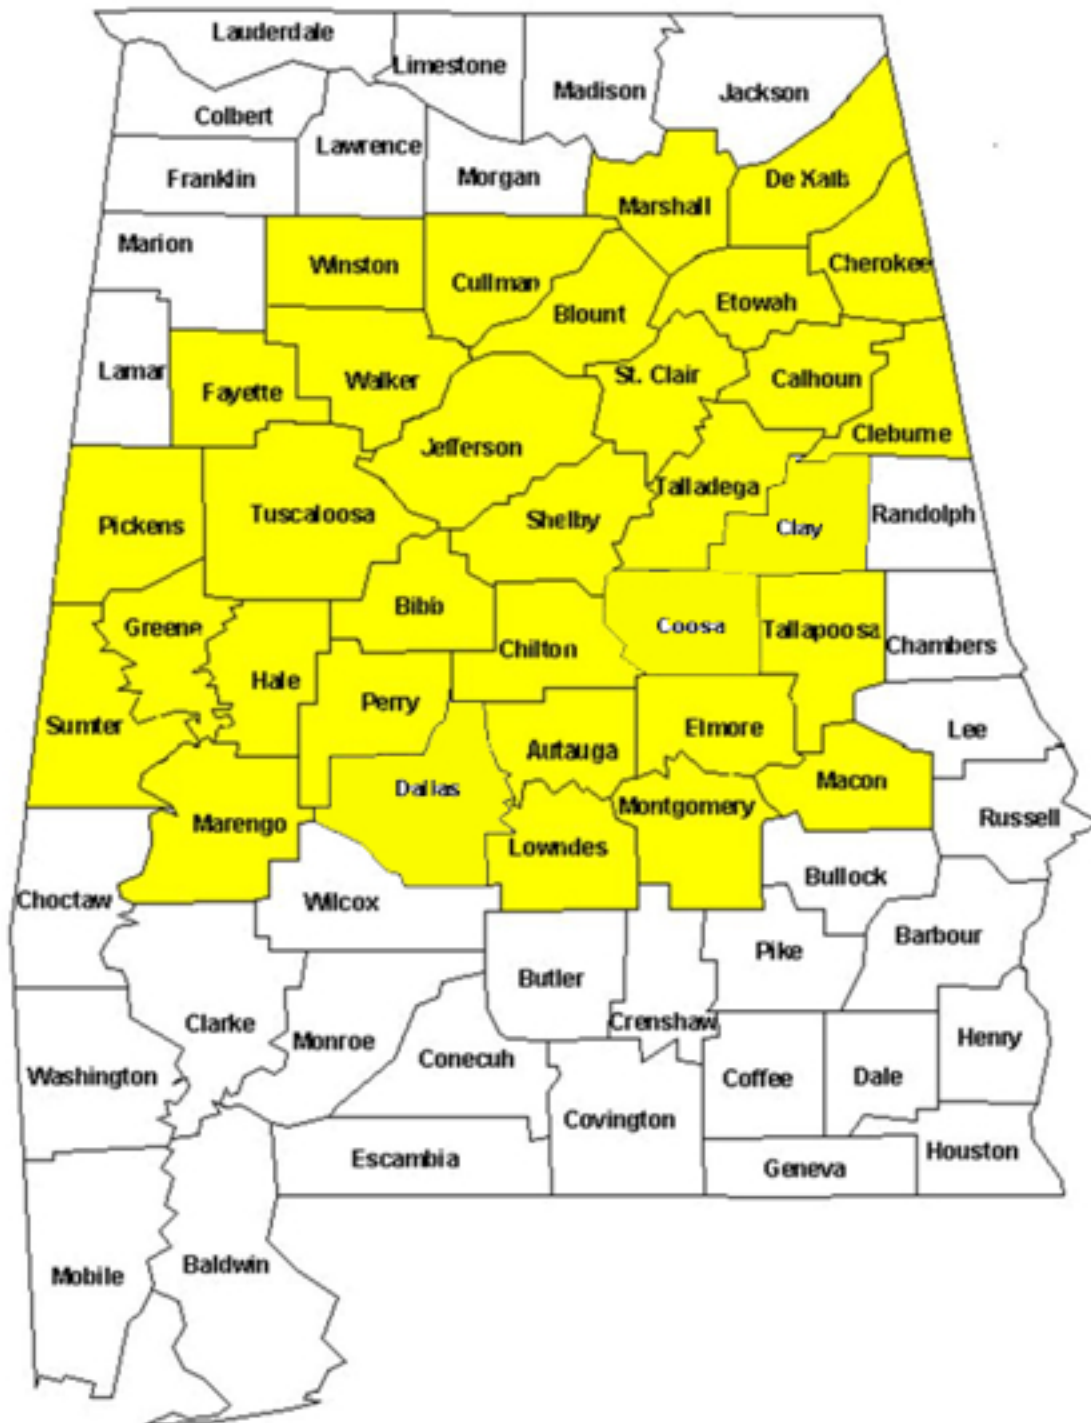 Lauderdale
Limestone
Madison
Jackson
Colbert
Lawrence
Franklin
Morgan
De Kalb
Marshall
Marion
Winston
Cullman
Cherokee
Blount
Etowah
Lamar
Fayette
Walker
St. Clair
Calhoun
Jefferson
Cleburne
Pickens
Tuscaloosa
Shelby
Talladega
Clay
Randolph
Greene
Bibb
Chilton
Coosa
Tallapoosa
Chambers
Hale
Perry
Sumter
Autauga
Elmore
Lee
Dallas
Macon
Marengo
Montgomery
Lowndes
Russell
Choctaw
Wilcox
Bullock
Barbour
Butler
Pike
Clarke
Monroe
Crenshaw
Conecuh
Henry
Washington
Coffee
Dale
Covington
Escambia
Geneva
Houston
Mobile
Baldwin